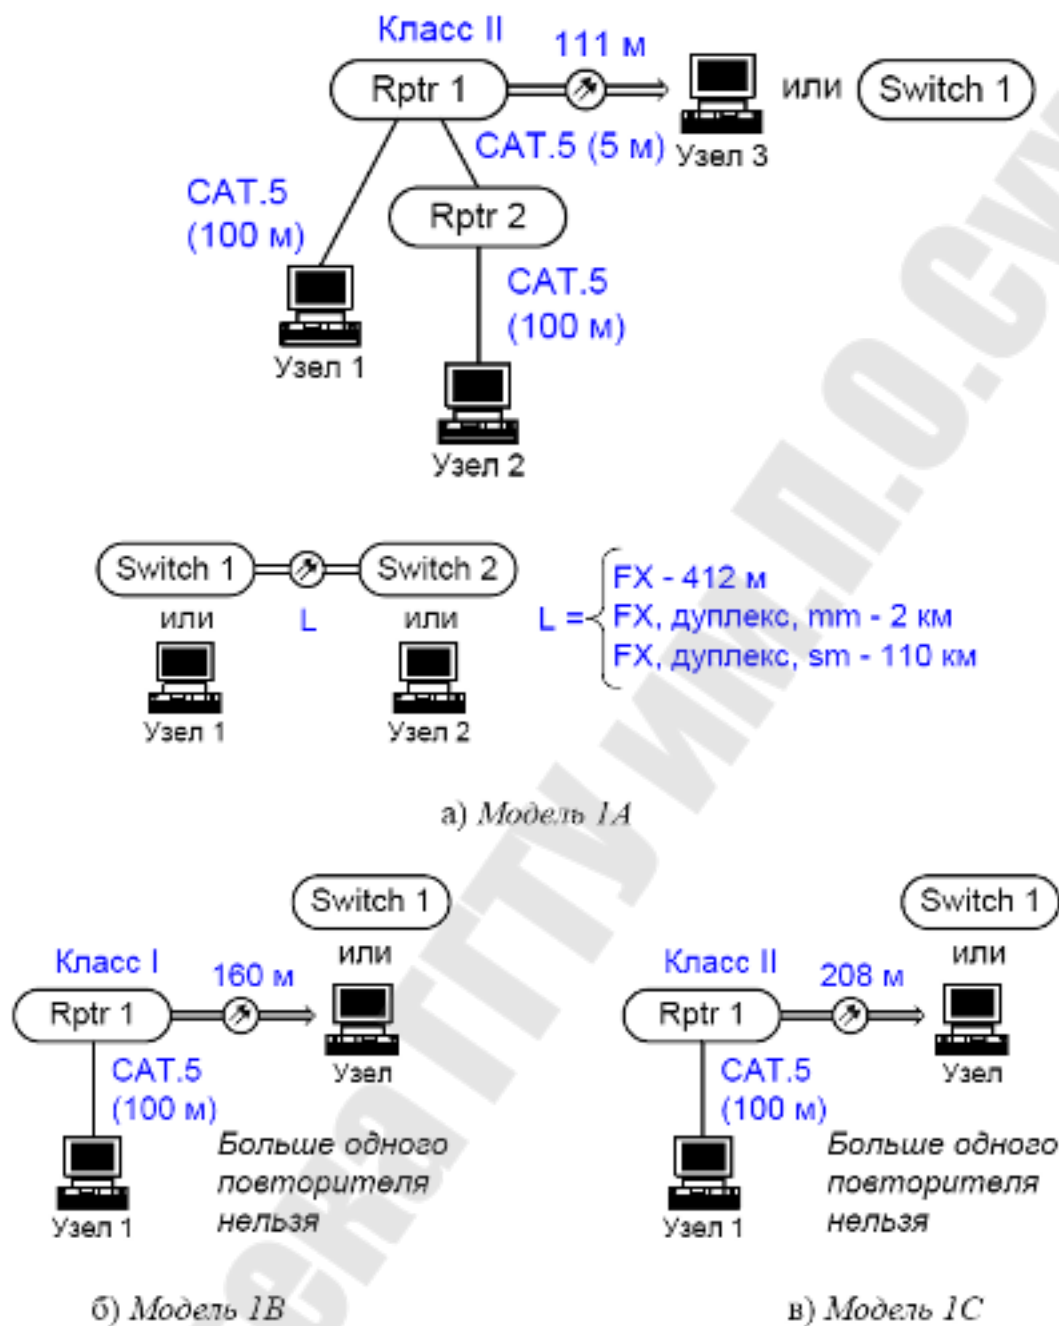 Класс II
111 м
Rptr 1
или
Switch 1
CAT.5 (5 м)
Узел 3
CAT.5
(100 м)
Rptr 2
CAT.5
(100 м)
Узел 1
Узел 2
Switch 1
Switch 2
или
L
или
Узел 1
Узел 2
L =
FX - 412 м
FX, дуплекс, mm - 2 км
FX, дуплекс, sm - 110 км
а) Модель 1А
Switch 1
или
Класс I
160 м
Rptr 1
Узел
CAT.5
(100 м)
Узел 1
Больше одного
повторителя
нельзя
б) Модель 1В
Switch 1
или
Класс II
208 м
Rptr 1
Узел
CAT.5
(100 м)
Узел 1
Больше одного
повторителя
нельзя
в) Модель 1С
ека ГГТУ им.П.О.Су